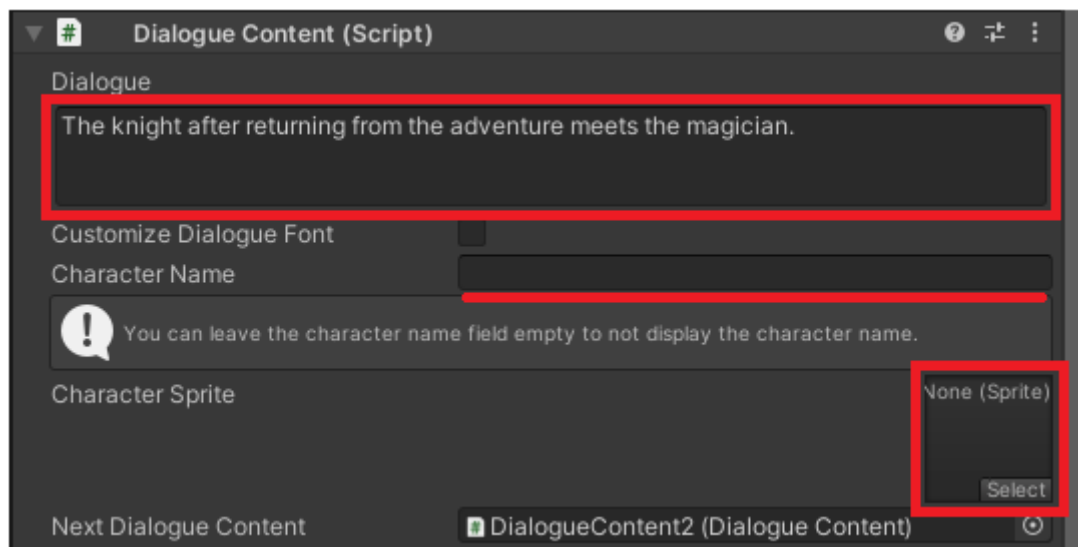 # Dialogue Content (Script)
Dialogue
The knight after returning from the adventure meets the magician.
Customize Dialogue Font
Character Name
You can leave the character name field empty to not display the character name.
Character Sprite
None (Sprite)
Select
Next Dialogue Content
# DialogueContent2 (Dialogue Content)